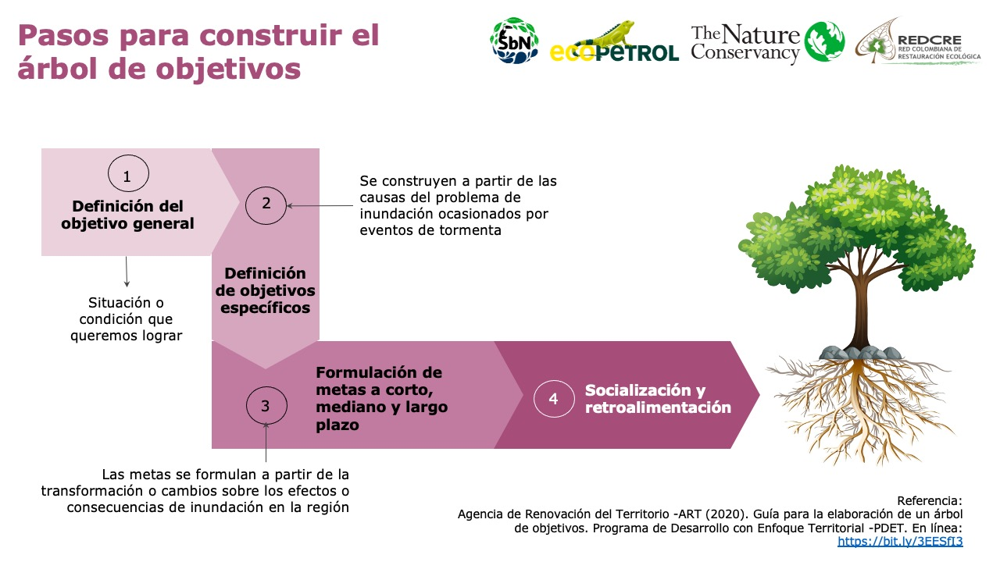 Pasos para construir el
árbol de objetivos
SbN
ecoPETROL
The Nature
Conservancy
REDCRE
RED COLOMBIANA DE
RESTAURACIÓN ECOLÓGICA
1
Definición del
objetivo general
Situación o
condición que
queremos lograr
2
Definición
de objetivos
específicos
Se construyen a partir de las
causas del problema de
inundación ocasionados por
eventos de tormenta
3
Formulación de
metas a corto,
mediano y largo
plazo
Las metas se formulan a partir de la
transformación o cambios sobre los efectos o
consecuencias de inundación en la región
4
Socialización y
retroalimentación
Referencia:
Agencia de Renovación del Territorio -ART (2020). Guía para la elaboración de un árbol
de objetivos. Programa de Desarrollo con Enfoque Territorial -PDET. En línea:
https://bit.ly/3EESfI3